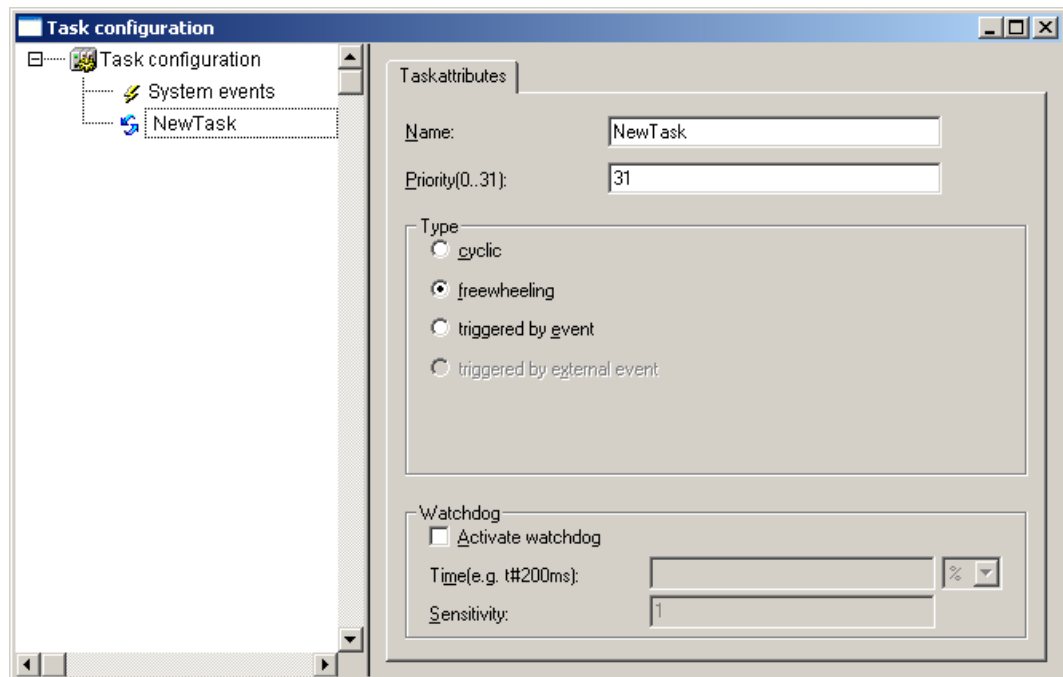 Task configuration
Task configuration
System events
NewTask
Taskattributes
Name: NewTask
Priority(0..31): 31
Type
cyclic
freewheeling
triggered by event
triggered by external event
Watchdog
Activate watchdog
Time(e.g. t#200ms): %
Sensitivity: 1